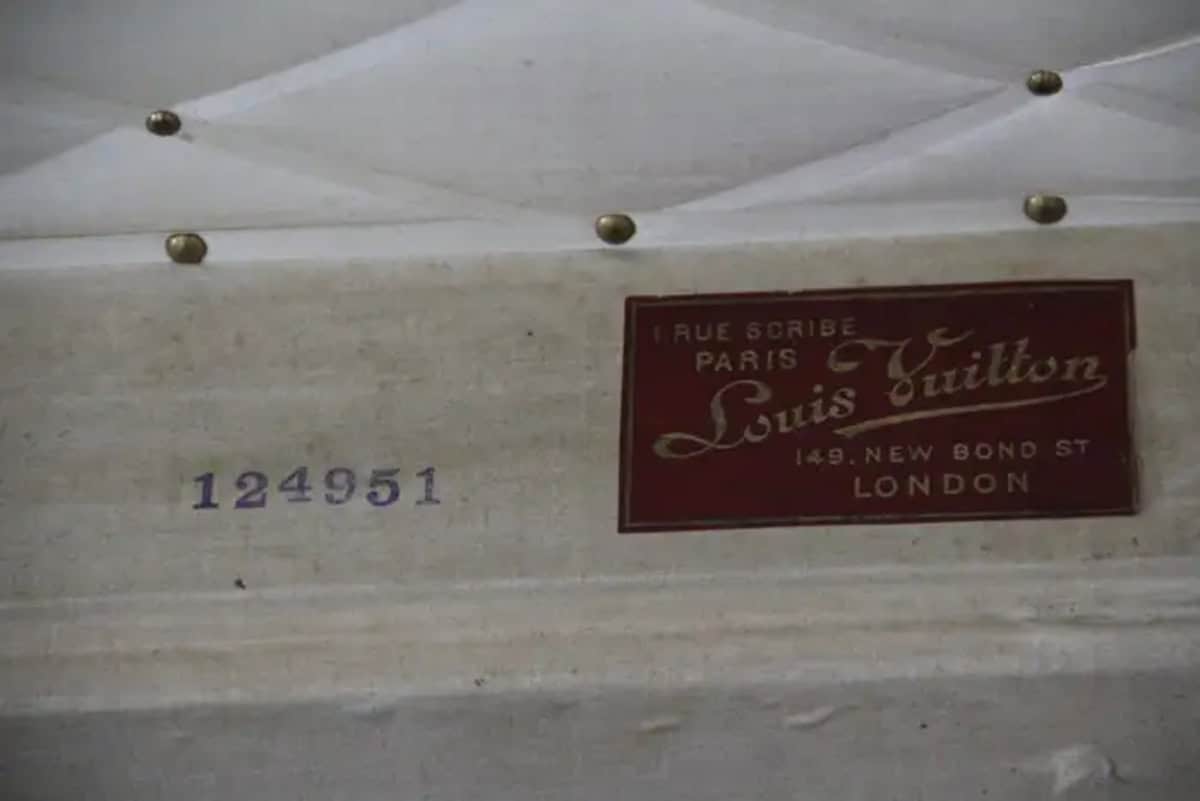 1 RUE SCRIBE
PARIS
Louis Vuitton
149. NEW BOND ST
LONDON
124951